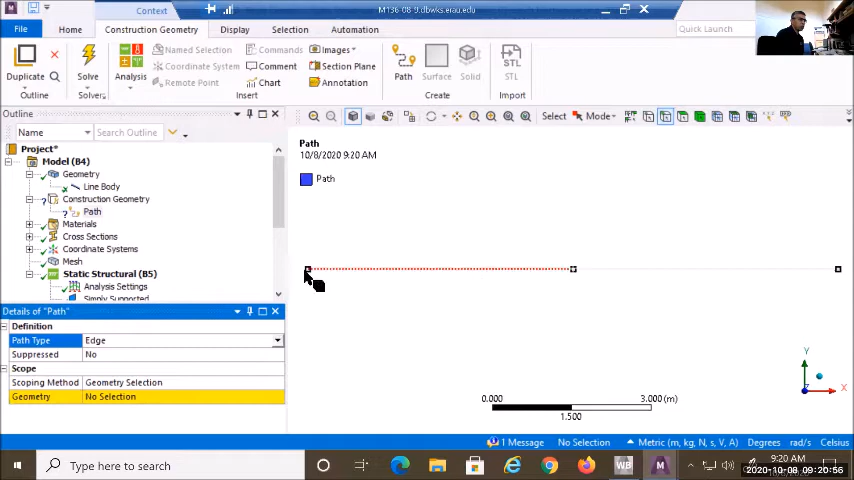 Context
M136-08-9.dbwks.erau.edu
File
Home
Construction Geometry
Display
Selection
Automation
Quick Launch
Duplicate
Solve
Analysis
Named Selection
Coordinate System
Remote Point
Commands
Comment
Chart
Images
Section Plane
Annotation
Path
Surface
Solid
STL
STL
Solvers
Insert
Create
Import
Outline
Name
Search Outline
Select
Mode
Project*
Model (B4)
Geometry
Line Body
Construction Geometry
Path
Materials
Cross Sections
Coordinate Systems
Mesh
Static Structural (B5)
Analysis Settings
Simply Supported
Path
10/8/2020 9:20 AM
Path
Details of "Path"
Definition
Path Type Edge
Suppressed No
Scope
Scoping Method Geometry Selection
Geometry No Selection
Y
X
0.000 3.000 (m)
1.500
1 Message No Selection Metric (m, kg, N, s, V, A) Degrees rad/s Celsius
Type here to search
WB
M
9:20 AM
2020-10-08 09:20:56